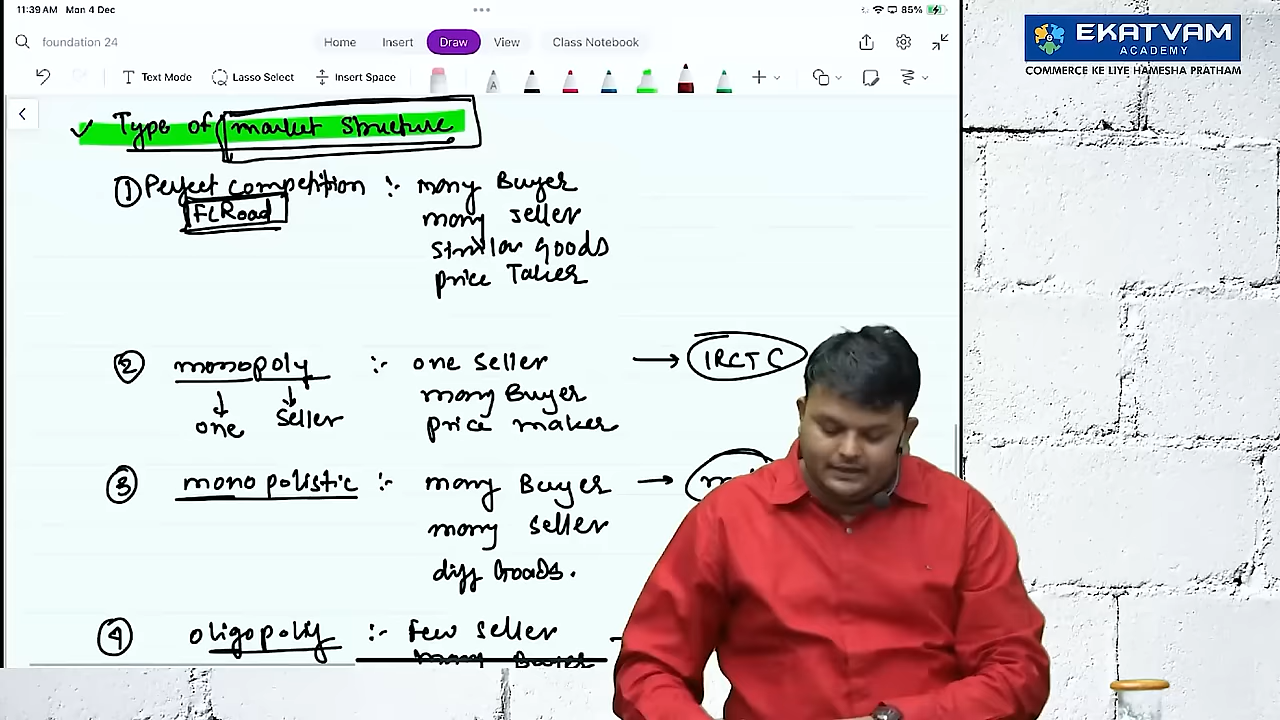 11:39 AM Mon 4 Dec
85%
EKATVAM
ACADEMY
COMMERCE KE LIYE HAMESHA PRATHAM
foundation 24
Home Insert Draw View Class Notebook
Text Mode Lasso Select Insert Space
Type of market Structure
① Perfect competition :- many Buyer
FC Road
many seller
similar goods
price Taker
② monopoly :- one seller → IRCTC
many Buyer
one seller
price maker
③ monopolistic :- many Buyer →
many seller
diff Goods.
④ oligopoly :- few seller
many Buyer